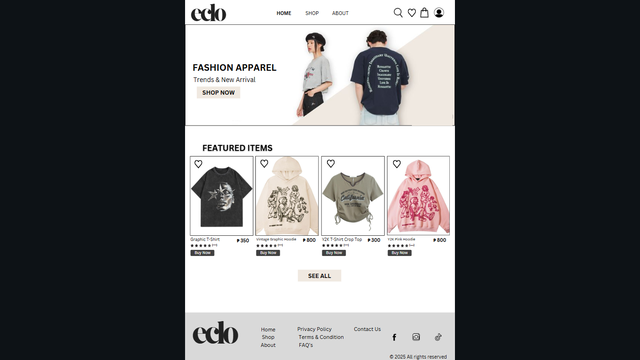 eclo
HOME SHOP ABOUT
FASHION APPAREL
Trends & New Arrival
SHOP NOW
FEATURED ITEMS
California
Graphic T-Shirt ₱350
Vintage Graphic Hoodie ₱800
Y2K T-Shirt Crop Top ₱300
Y2K Pink Hoodie ₱800
Buy Now
Buy Now
Buy Now
Buy Now
SEE ALL
eclo
Home Privacy Policy Contact Us
Shop Terms & Condition
About FAQ's
© 2025 All rights reserved